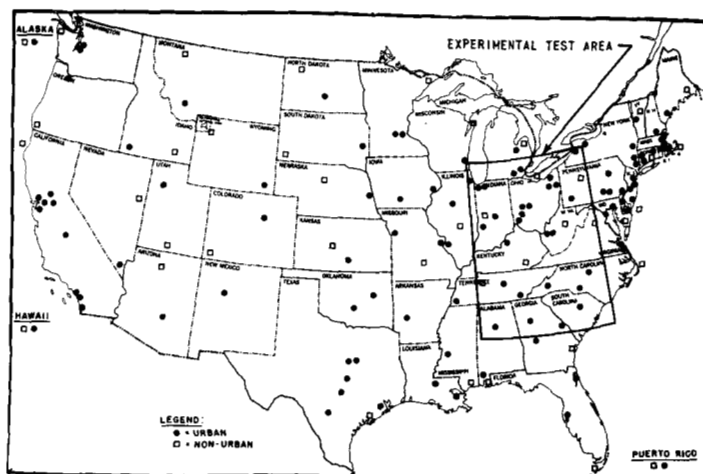 ALASKA
WASHINGTON
MONTANA
NORTH DAKOTA
MINNESOTA
EXPERIMENTAL TEST AREA
MAINE
OREGON
IDAHO
WYOMING
SOUTH DAKOTA
WISCONSIN
MICHIGAN
NEW YORK
CALIFORNIA
NEVADA
UTAH
COLORADO
NEBRASKA
KANSAS
IOWA
MISSOURI
ILLINOIS
INDIANA
OHIO
PENNSYLVANIA
KENTUCKY
ARIZONA
NEW MEXICO
TEXAS
OKLAHOMA
ARKANSAS
TENNESSEE
NORTH CAROLINA
SOUTH CAROLINA
ALABAMA
GEORGIA
LOUISIANA
MISSISSIPPI
FLORIDA
HAWAII
LEGEND:
● = URBAN
□ = NON-URBAN
PUERTO RICO